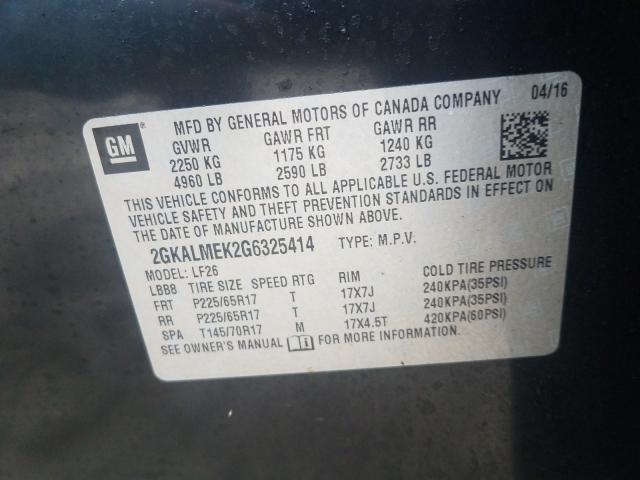 MFD BY GENERAL MOTORS OF CANADA COMPANY 04/16
GM ®
GVWR GAWR FRT GAWR RR
2250 KG 1175 KG 1240 KG
4960 LB 2590 LB 2733 LB
THIS VEHICLE CONFORMS TO ALL APPLICABLE U.S. FEDERAL MOTOR
VEHICLE SAFETY AND THEFT PREVENTION STANDARDS IN EFFECT ON
THE DATE OF MANUFACTURE SHOWN ABOVE.
2GKALMEK2G6325414 TYPE: M.P.V.
MODEL: LF26
LBB8 TIRE SIZE SPEED RTG RIM COLD TIRE PRESSURE
FRT P225/65R17 T 17X7J 240KPA(35PSI)
RR P225/65R17 T 17X7J 240KPA(35PSI)
SPA T145/70R17 M 17X4.5T 420KPA(60PSI)
SEE OWNER'S MANUAL i FOR MORE INFORMATION.